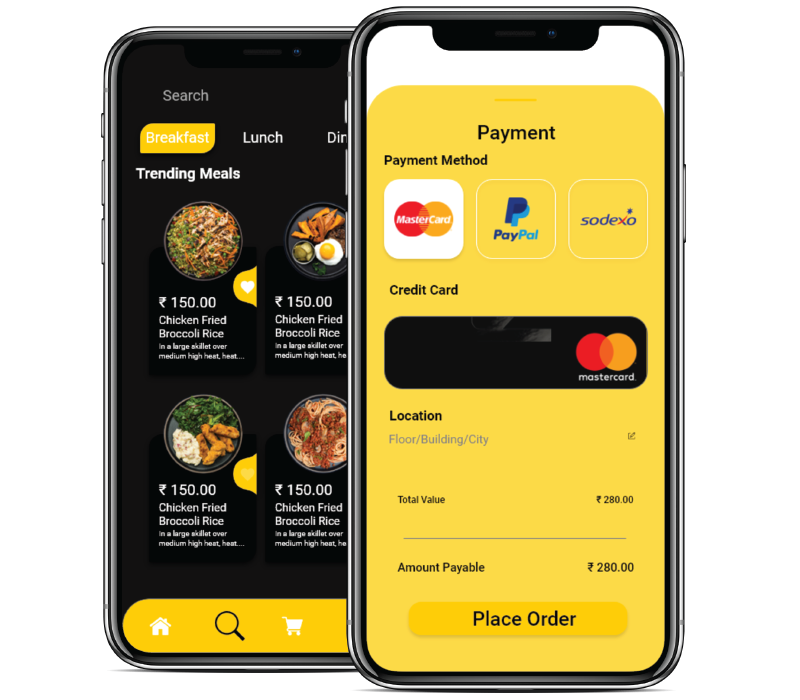 Search
Breakfast
Lunch
Din
Trending Meals
₹ 150.00
Chicken Fried
Broccoli Rice
In a large skillet over
medium high heat, heat....
₹ 150.00
Chicken Fried
Broccoli Rice
In a large skillet over
medium high heat, he
₹ 150.00
Chicken Fried
Broccoli Rice
In a large skillet over
medium high heat, heat....
₹ 150.00
Chicken Fried
Broccoli Rice
In a large skillet over
medium high heat, he
Payment
Payment Method
MasterCard
PayPal
sodexo
Credit Card
mastercard.
Location
Floor/Building/City
Total Value
₹ 280.00
Amount Payable
₹ 280.00
Place Order